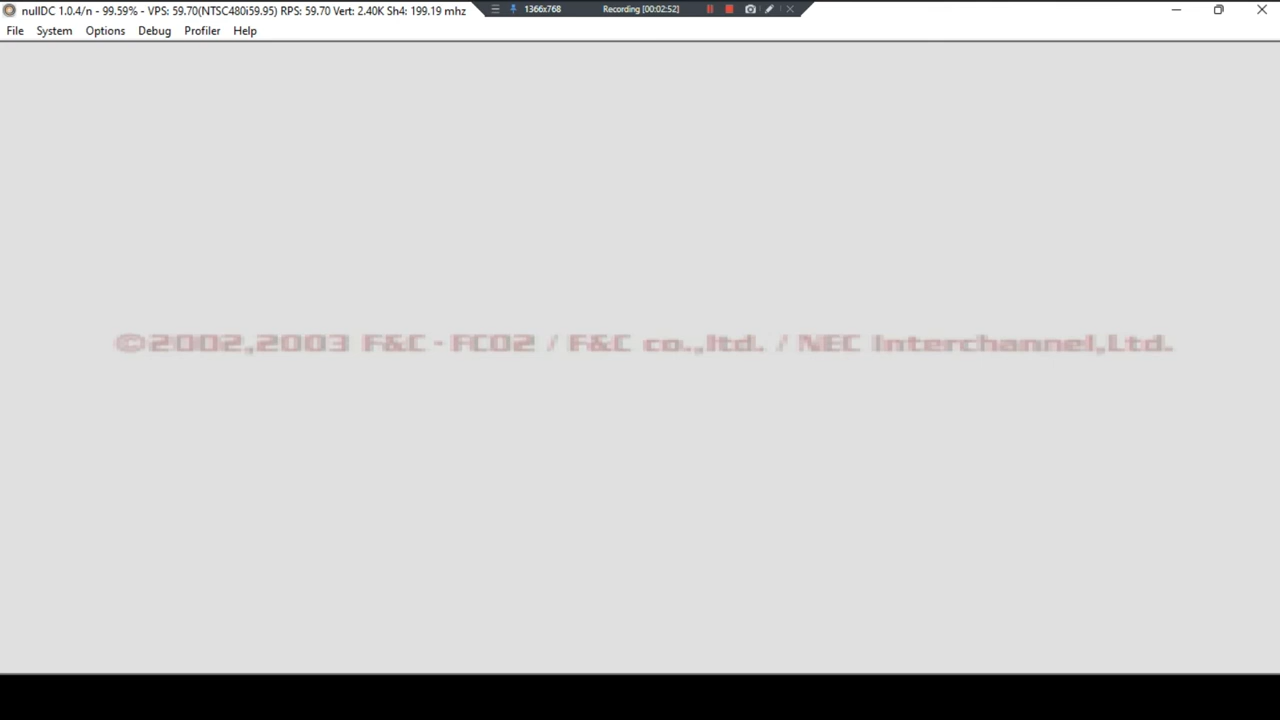 nullDC 1.0.4/n - 99.59% - VPS: 59.70(NTSC480i59.95) RPS: 59.70 Vert: 2.40K Sh4: 199.19 mhz
1366x768
Recording [00:02:52]
File System Options Debug Profiler Help
©2002,2003 F&C · FC02 / F&C co.,ltd. / NEC Interchannel,Ltd.